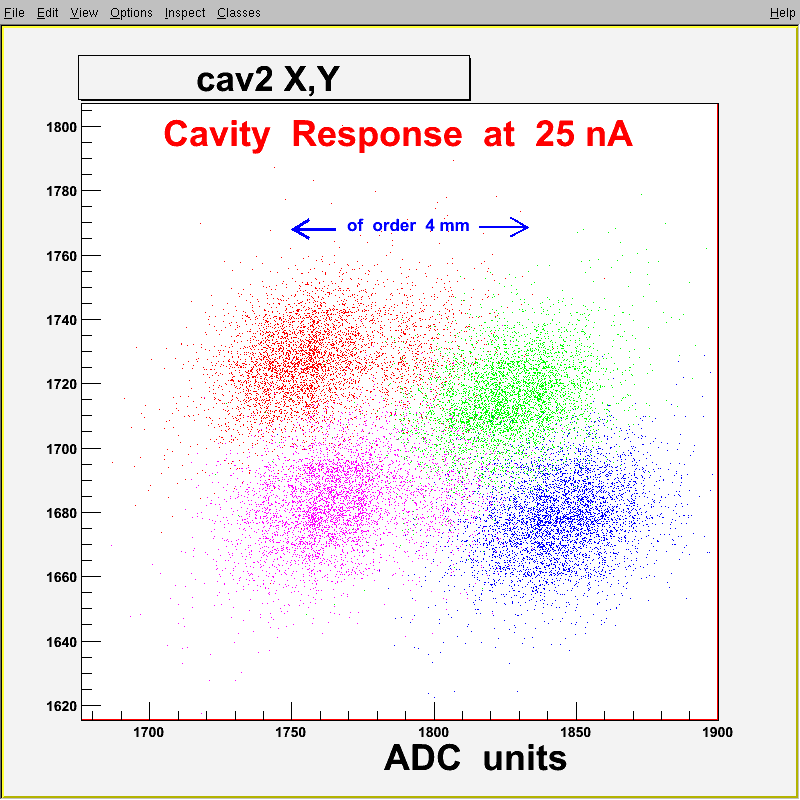 File Edit View Options Inspect Classes Help
cav2 X,Y
Cavity Response at 25 nA
of order 4 mm
1800
1780
1760
1740
1720
1700
1680
1660
1640
1620
1700 1750 1800 1850 1900
ADC units